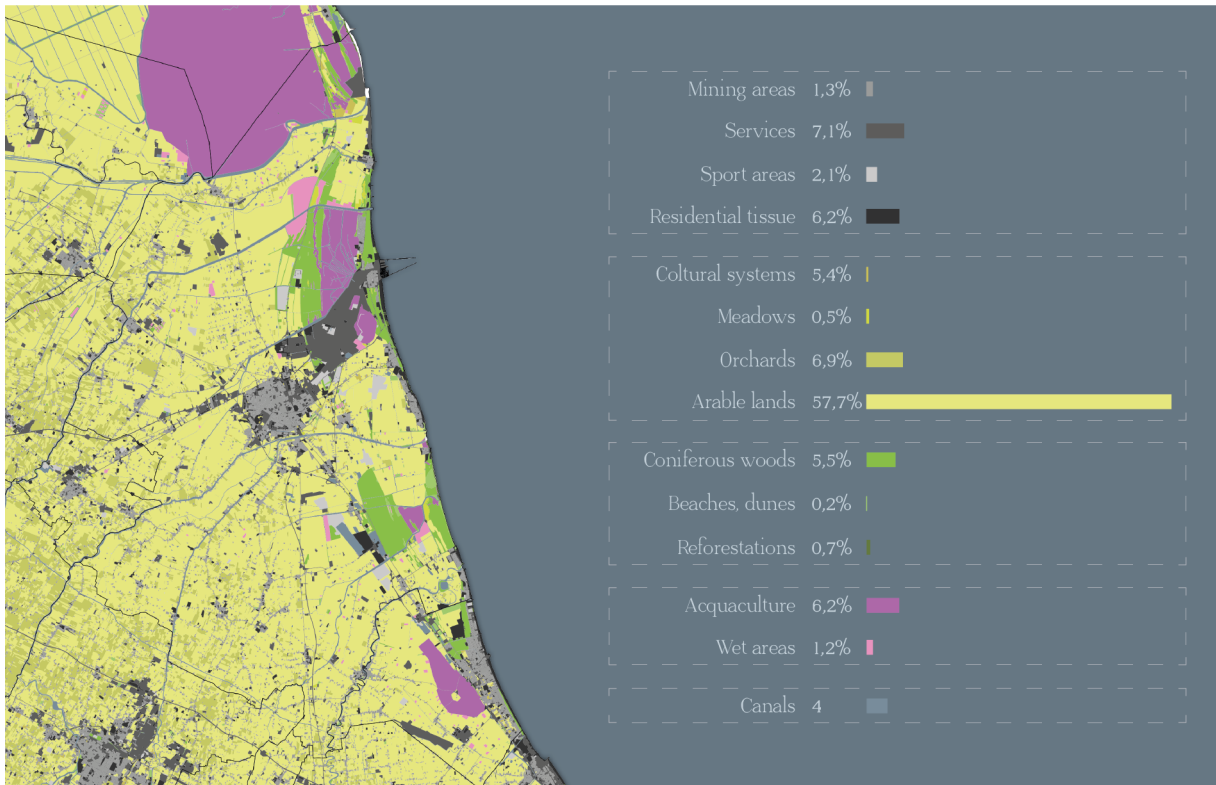 Mining areas 1,3%
Services 7,1%
Sport areas 2,1%
Residential tissue 6,2%
Coltural systems 5,4%
Meadows 0,5%
Orchards 6,9%
Arable lands 57,7%
Coniferous woods 5,5%
Beaches, dunes 0,2%
Reforestations 0,7%
Acquaculture 6,2%
Wet areas 1,2%
Canals 4